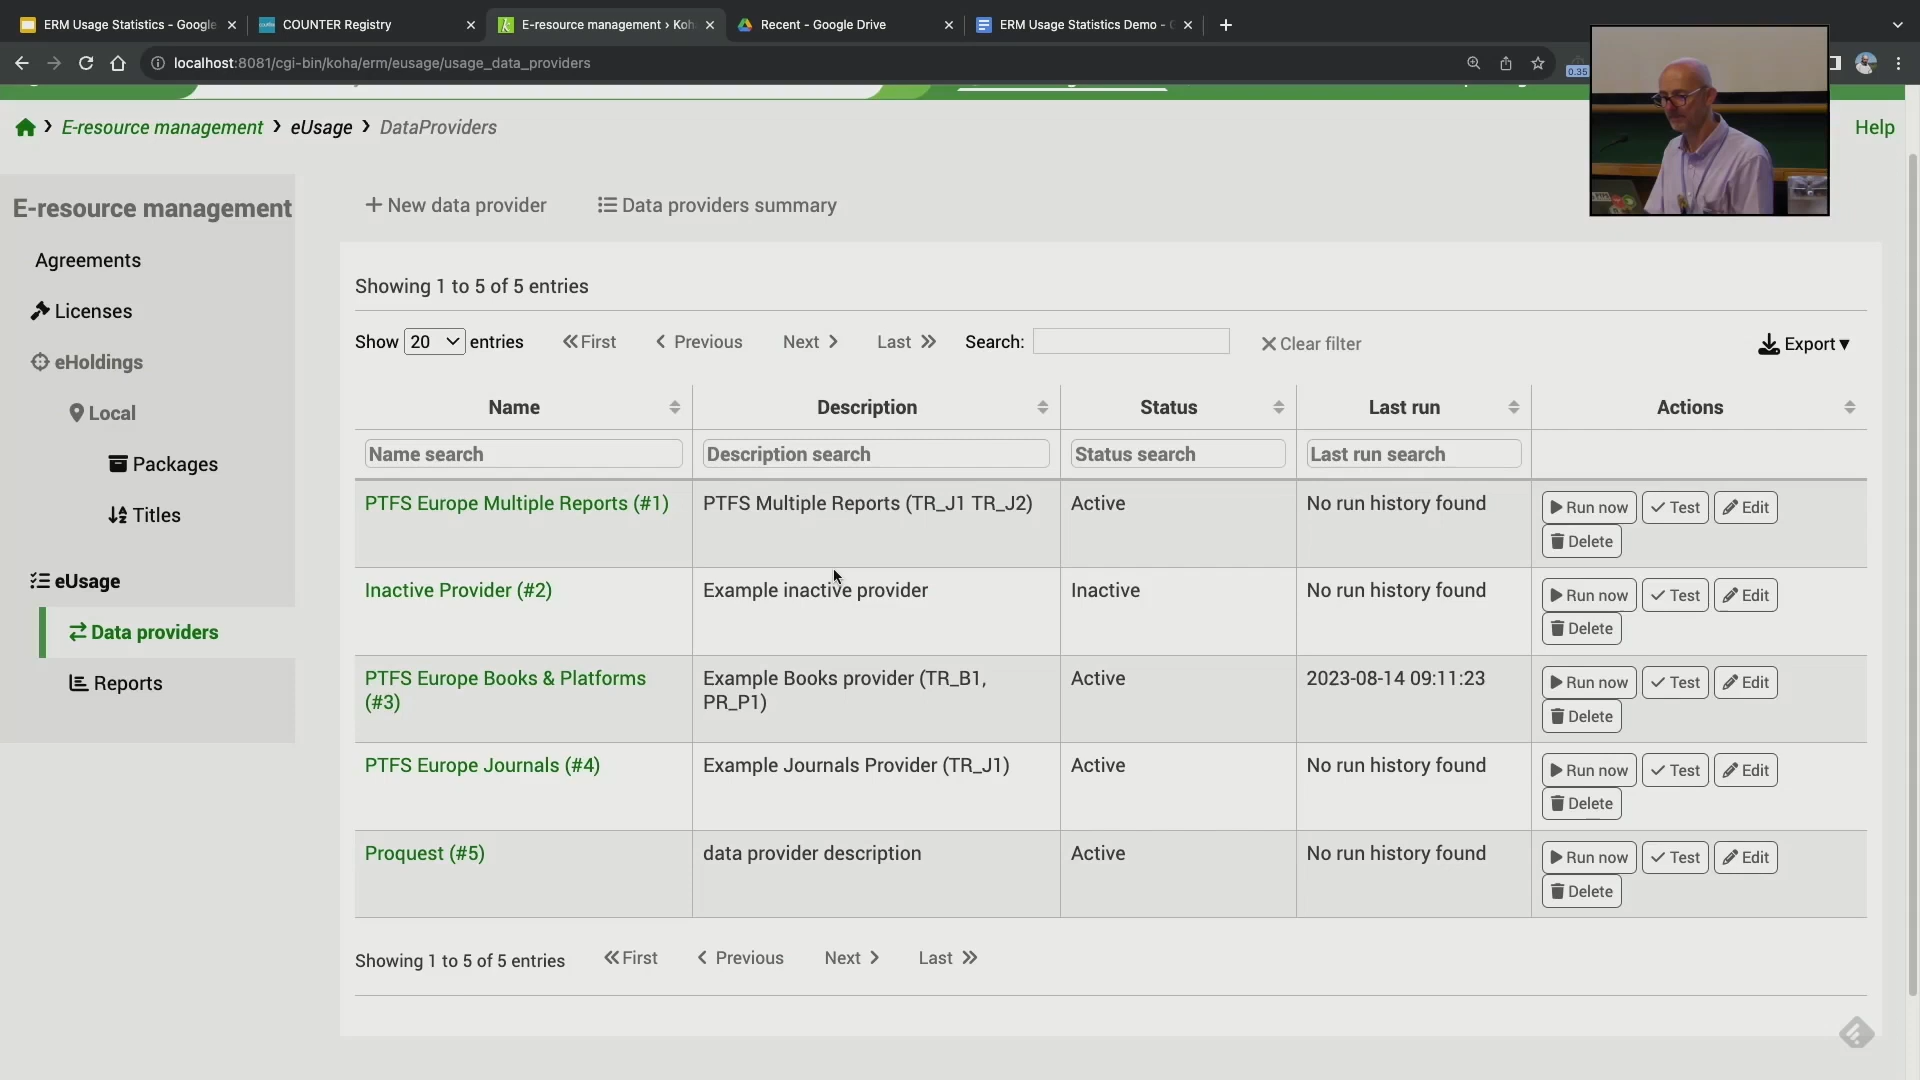 ERM Usage Statistics - Google
COUNTER Registry
E-resource management › Koh
Recent - Google Drive
ERM Usage Statistics Demo -
localhost:8081/cgi-bin/koha/erm/eusage/usage_data_providers
0.35
E-resource management
eUsage
DataProviders
Help
E-resource management
Agreements
Licenses
eHoldings
Local
Packages
Titles
eUsage
Data providers
Reports
+ New data provider
Data providers summary
Showing 1 to 5 of 5 entries
Show 20 entries First Previous Next Last Search: Clear filter Export
Name Description Status Last run Actions
Name search Description search Status search Last run search
PTFS Europe Multiple Reports (#1) PTFS Multiple Reports (TR_J1 TR_J2) Active No run history found Run now Test Edit
Delete
Inactive Provider (#2) Example inactive provider Inactive No run history found Run now Test Edit
Delete
PTFS Europe Books & Platforms Example Books provider (TR_B1, Active 2023-08-14 09:11:23 Run now Test Edit
(#3) PR_P1) Delete
PTFS Europe Journals (#4) Example Journals Provider (TR_J1) Active No run history found Run now Test Edit
Delete
Proquest (#5) data provider description Active No run history found Run now Test Edit
Delete
Showing 1 to 5 of 5 entries First Previous Next Last